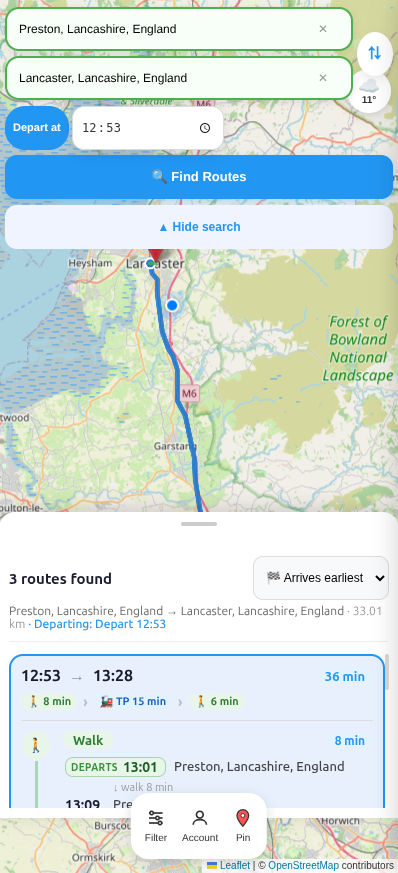 Preston, Lancashire, England ×
Lancaster, Lancashire, England ×
& Silverdale
M6
11°
Depart at 12:53
🔍 Find Routes
▲ Hide search
Heysham
Lancaster
Forest of
Bowland
National
Landscape
M6
twood
Garstang
oulton-le-
3 routes found
🏁 Arrives earliest
Preston, Lancashire, England → Lancaster, Lancashire, England · 33.01
km · Departing: Depart 12:53
12:53 → 13:28 36 min
🚶 8 min › 🚂 TP 15 min › 🚶 6 min
🚶 Walk 8 min
DEPARTS 13:01 Preston, Lancashire, England
↓ walk 8 min
13:09 Pre
Filter Account Pin
Burscou
Horwich
Ormskirk
Leaflet | © OpenStreetMap contributors